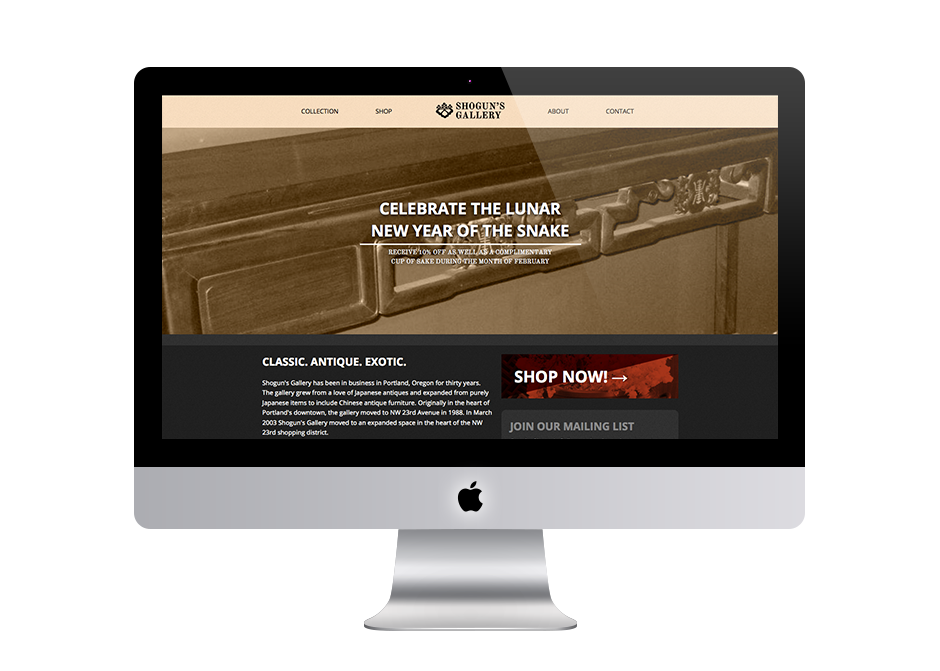 COLLECTION
SHOP
SHOGUN'S
GALLERY
ABOUT
CONTACT
CELEBRATE THE LUNAR
NEW YEAR OF THE SNAKE
RECEIVE 10% OFF AS WELL AS A COMPLIMENTARY
CUP OF SAKE DURING THE MONTH OF FEBRUARY
CLASSIC. ANTIQUE. EXOTIC.
Shogun's Gallery has been in business in Portland, Oregon for thirty years.
The gallery grew from a love of Japanese antiques and expanded from purely
Japanese items to include Chinese antique furniture. Originally in the heart of
Portland's downtown, the gallery moved to NW 23rd Avenue in 1988. In March
2003 Shogun's Gallery moved to an expanded space in the heart of the NW
23rd shopping district.
SHOP NOW! →
JOIN OUR MAILING LIST